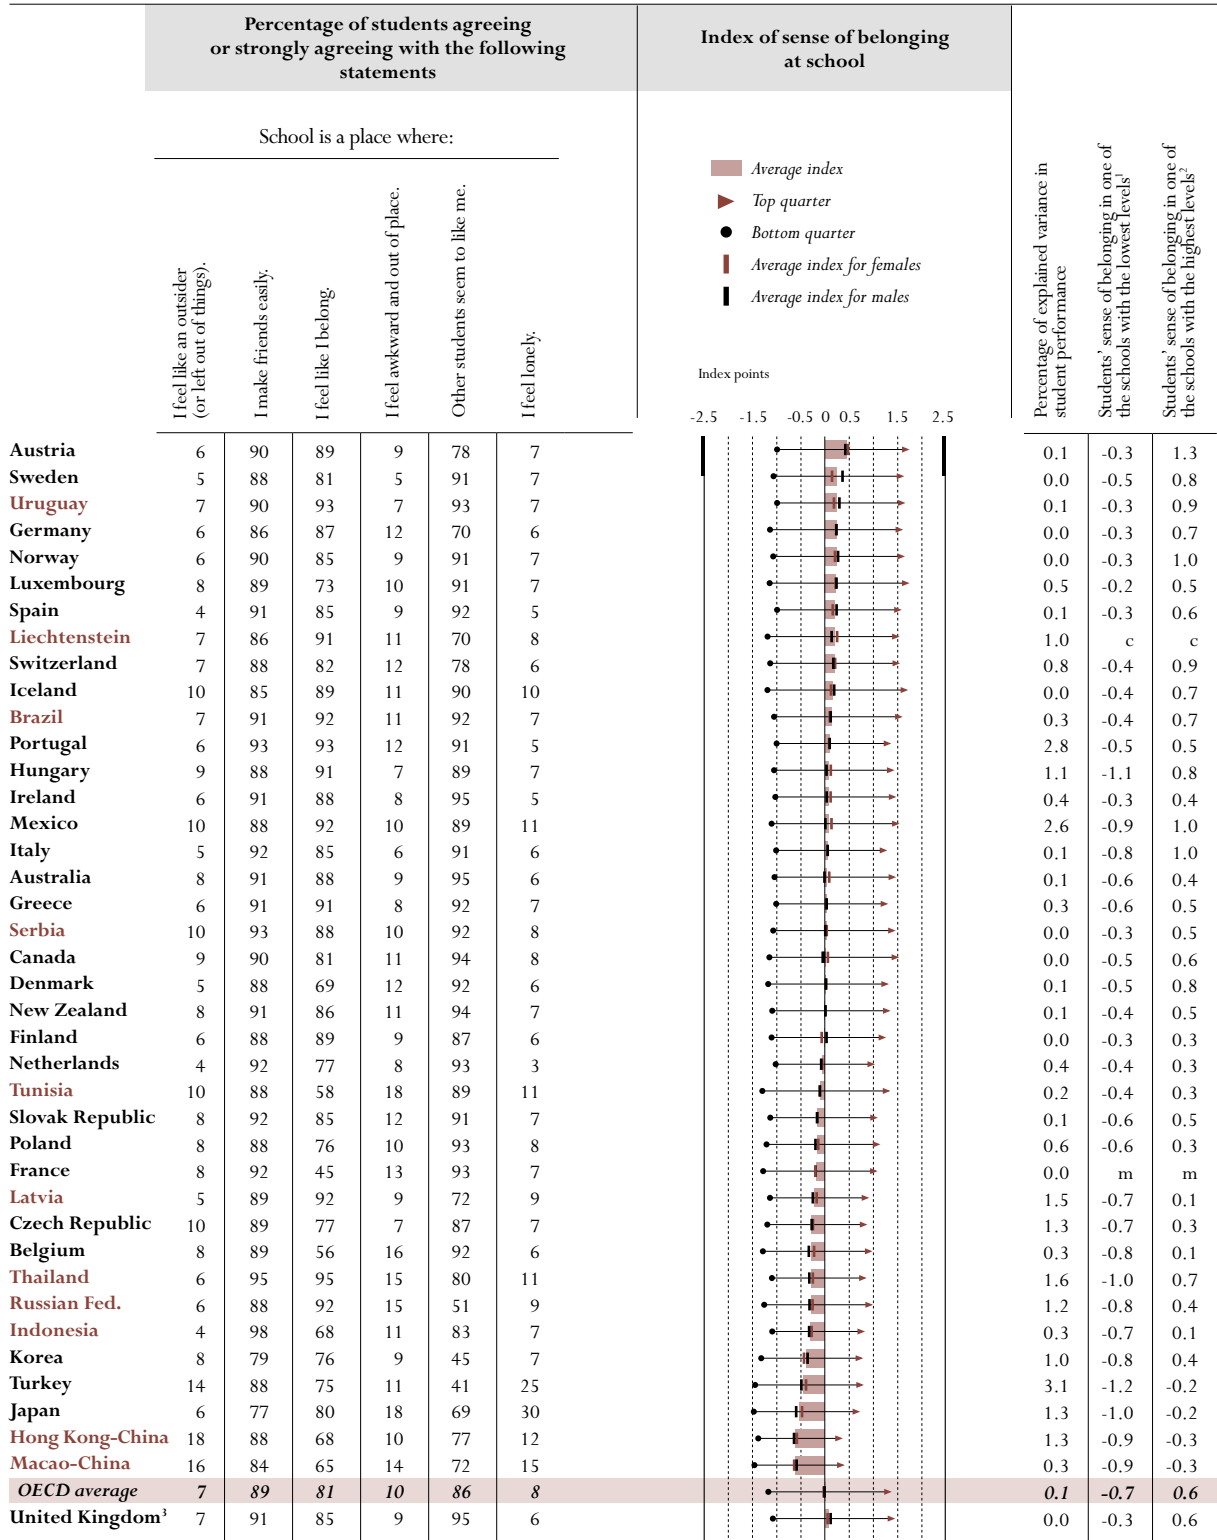 Percentage of students agreeing
or strongly agreeing with the following
statements
Index of sense of belonging
at school
School is a place where:
I feel like an outsider
(or left out of things).
I make friends easily.
I feel like I belong.
I feel awkward and out of place.
Other students seem to like me.
I feel lonely.
Average index
Top quarter
Bottom quarter
Average index for females
Average index for males
Index points
-2.5 -1.5 -0.5 0 0.5 1.5 2.5
Percentage of explained variance in
student performance
Students' sense of belonging in one of
the schools with the lowest levels¹
Students' sense of belonging in one of
the schools with the highest levels²
Austria 6 90 89 9 78 7 0.1 -0.3 1.3
Sweden 5 88 81 5 91 7 0.0 -0.5 0.8
Uruguay 7 90 93 7 93 7 0.1 -0.3 0.9
Germany 6 86 87 12 70 6 0.0 -0.3 0.7
Norway 6 90 85 9 91 7 0.0 -0.3 1.0
Luxembourg 8 89 73 10 91 7 0.5 -0.2 0.5
Spain 4 91 85 9 92 5 0.1 -0.3 0.6
Liechtenstein 7 86 91 11 70 8 1.0 c c
Switzerland 7 88 82 12 78 6 0.8 -0.4 0.9
Iceland 10 85 89 11 90 10 0.0 -0.4 0.7
Brazil 7 91 92 11 92 7 0.3 -0.4 0.7
Portugal 6 93 93 12 91 5 2.8 -0.5 0.5
Hungary 9 88 91 7 89 7 1.1 -1.1 0.8
Ireland 6 91 88 8 95 5 0.4 -0.3 0.4
Mexico 10 88 92 10 89 11 2.6 -0.9 1.0
Italy 5 92 85 6 91 6 0.1 -0.8 1.0
Australia 8 91 88 9 95 6 0.1 -0.6 0.4
Greece 6 91 91 8 92 7 0.3 -0.6 0.5
Serbia 10 93 88 10 92 8 0.0 -0.3 0.5
Canada 9 90 81 11 94 8 0.0 -0.5 0.6
Denmark 5 88 69 12 92 6 0.1 -0.5 0.8
New Zealand 8 91 86 11 94 7 0.1 -0.4 0.5
Finland 6 88 89 9 87 6 0.0 -0.3 0.3
Netherlands 4 92 77 8 93 3 0.4 -0.4 0.3
Tunisia 10 88 58 18 89 11 0.2 -0.4 0.3
Slovak Republic 8 92 85 12 91 7 0.1 -0.6 0.5
Poland 8 88 76 10 93 8 0.6 -0.6 0.3
France 8 92 45 13 93 7 0.0 m m
Latvia 5 89 92 9 72 9 1.5 -0.7 0.1
Czech Republic 10 89 77 7 87 7 1.3 -0.7 0.3
Belgium 8 89 56 16 92 6 0.3 -0.8 0.1
Thailand 6 95 95 15 80 11 1.6 -1.0 0.7
Russian Fed. 6 88 92 15 51 9 1.2 -0.8 0.4
Indonesia 4 98 68 11 83 7 0.3 -0.7 0.1
Korea 8 79 76 9 45 7 1.0 -0.8 0.4
Turkey 14 88 75 11 41 25 3.1 -1.2 -0.2
Japan 6 77 80 18 69 30 1.3 -1.0 -0.2
Hong Kong-China 18 88 68 10 77 12 1.3 -0.9 -0.3
Macao-China 16 84 65 14 72 15 0.3 -0.9 -0.3
OECD average 7 89 81 10 86 8 0.1 -0.7 0.6
United Kingdom³ 7 91 85 9 95 6 0.0 -0.3 0.6